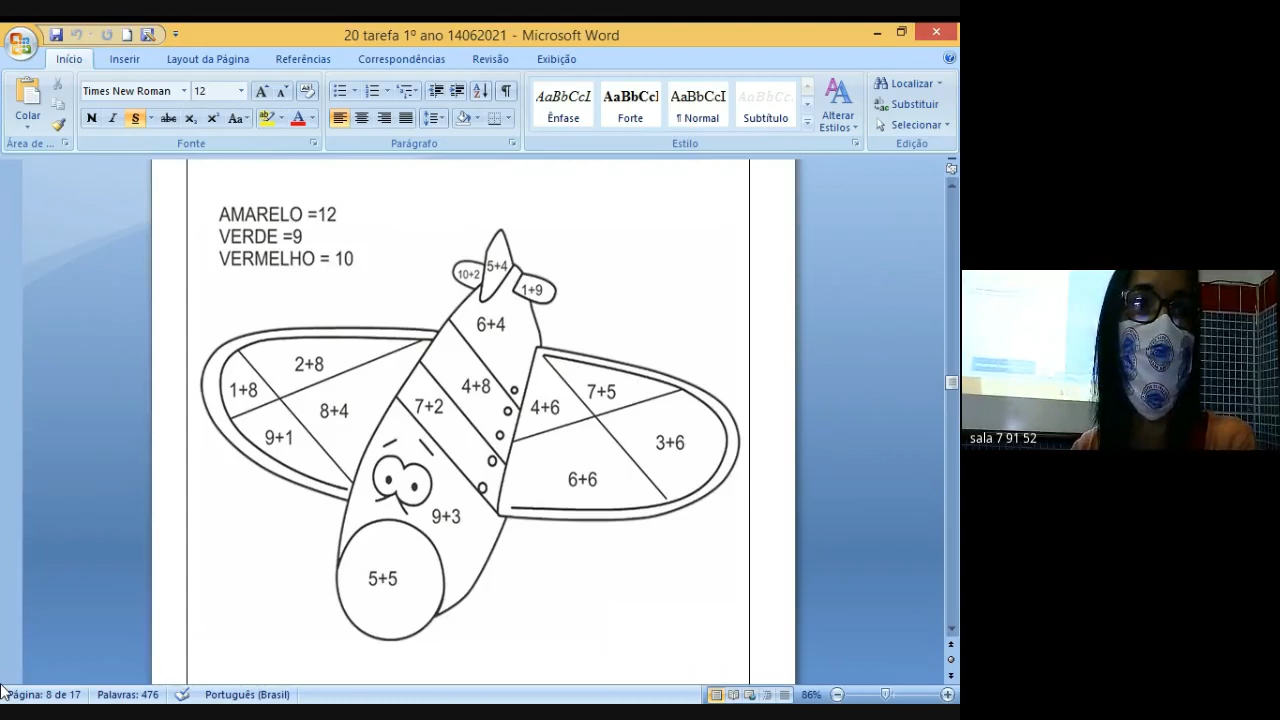 20 tarefa 1º ano 14062021 - Microsoft Word
Início Inserir Layout da Página Referências Correspondências Revisão Exibição
Times New Roman 12
AaBbCcI AaBbCcI AaBbCcI AaBbCc.
Colar
N I S abc x₂ x² Aa
Ênfase Forte ¶ Normal Subtítulo
Alterar Estilos
Localizar
Substituir
Selecionar
Área de ... Fonte Parágrafo Estilo Edição
AMARELO =12
VERDE =9
VERMELHO = 10
10+2 5+4
1+9
6+4
2+8
1+8
8+4
9+1
4+8
7+2
4+6
7+5
3+6
6+6
9+3
5+5
sala 7 91 52
Página: 8 de 17 Palavras: 476 Português (Brasil) 86%